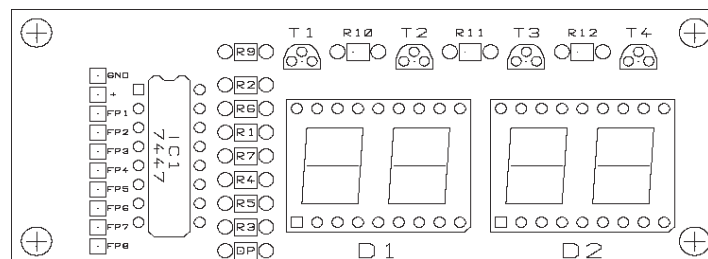 T1 R10 T2 R11 T3 R12 T4
R9
GND
+
FP1
FP2
FP3
FP4
FP5
FP6
FP7
FP8
IC1
7447
R2
R6
R1
R7
R4
R5
R3
DP
D1 D2